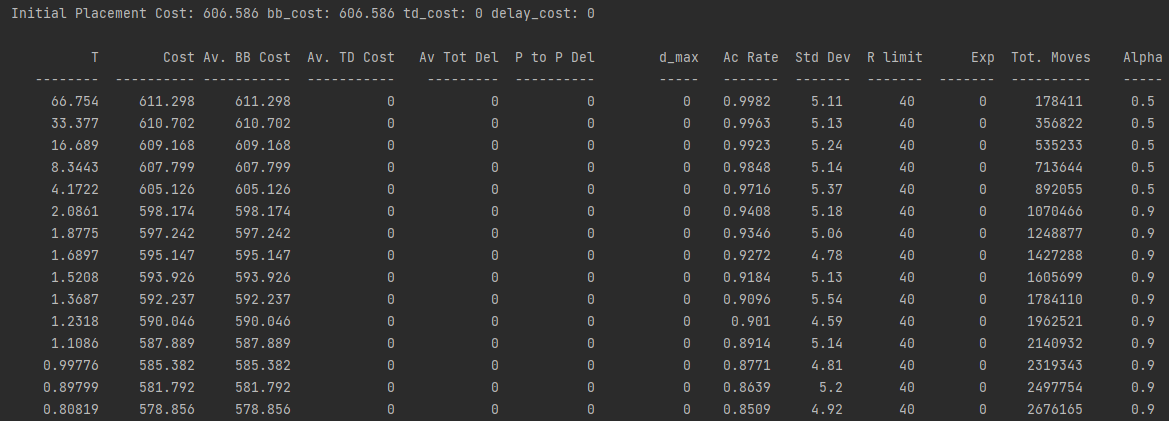 Initial Placement Cost: 606.586 bb_cost: 606.586 td_cost: 0 delay_cost: 0
T Cost Av. BB Cost Av. TD Cost Av Tot Del P to P Del d_max Ac Rate Std Dev R limit Exp Tot. Moves Alpha
-------- ----------- ----------- ----------- --------- ---------- ----- ------- ------- ------- ------- ---------- -----
66.754 611.298 611.298 0 0 0 0 0.9982 5.11 40 0 178411 0.5
33.377 610.702 610.702 0 0 0 0 0.9963 5.13 40 0 356822 0.5
16.689 609.168 609.168 0 0 0 0 0.9923 5.24 40 0 535233 0.5
8.3443 607.799 607.799 0 0 0 0 0.9848 5.14 40 0 713644 0.5
4.1722 605.126 605.126 0 0 0 0 0.9716 5.37 40 0 892055 0.5
2.0861 598.174 598.174 0 0 0 0 0.9408 5.18 40 0 1070466 0.9
1.8775 597.242 597.242 0 0 0 0 0.9346 5.06 40 0 1248877 0.9
1.6897 595.147 595.147 0 0 0 0 0.9272 4.78 40 0 1427288 0.9
1.5208 593.926 593.926 0 0 0 0 0.9184 5.13 40 0 1605699 0.9
1.3687 592.237 592.237 0 0 0 0 0.9096 5.54 40 0 1784110 0.9
1.2318 590.046 590.046 0 0 0 0 0.901 4.59 40 0 1962521 0.9
1.1086 587.889 587.889 0 0 0 0 0.8914 5.14 40 0 2140932 0.9
0.99776 585.382 585.382 0 0 0 0 0.8771 4.81 40 0 2319343 0.9
0.89799 581.792 581.792 0 0 0 0 0.8639 5.2 40 0 2497754 0.9
0.80819 578.856 578.856 0 0 0 0 0.8509 4.92 40 0 2676165 0.9